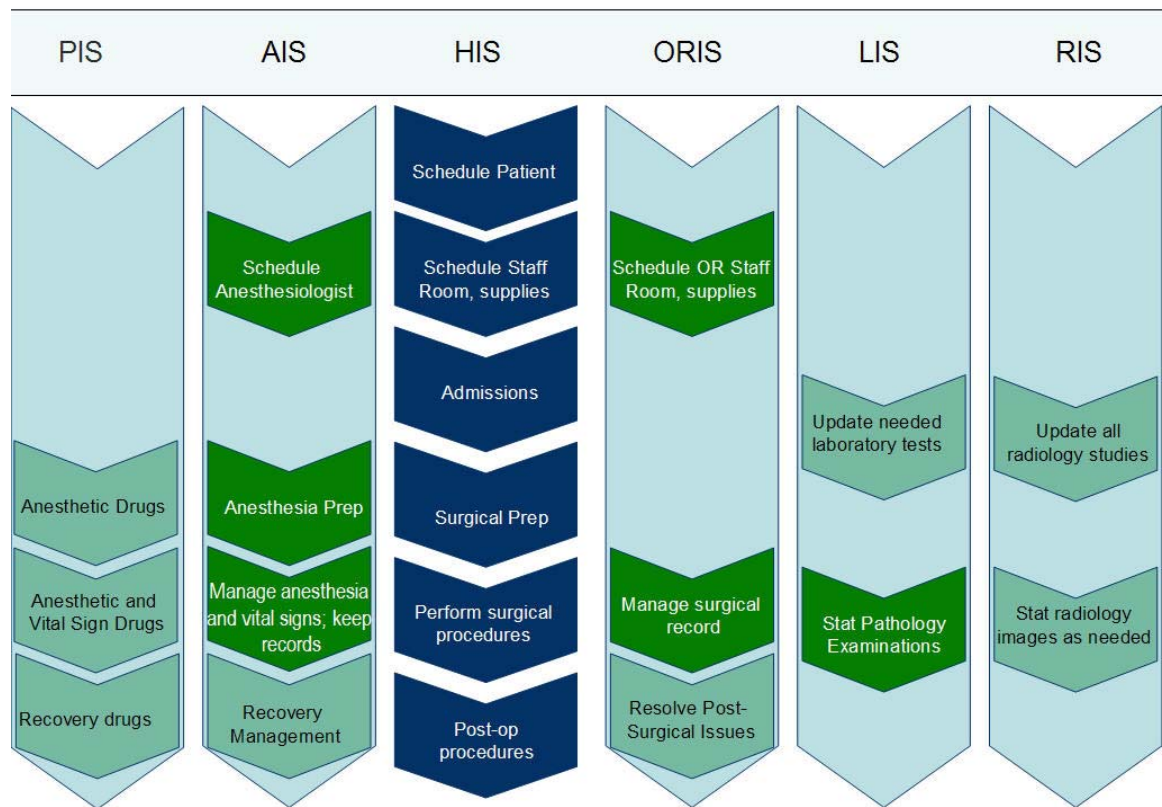 PIS
AIS
HIS
ORIS
LIS
RIS
Schedule Patient
Schedule
Anesthesiologist
Schedule Staff
Room, supplies
Schedule OR Staff
Room, supplies
Admissions
Update needed
laboratory tests
Update all
radiology studies
Anesthetic Drugs
Anesthesia Prep
Surgical Prep
Anesthetic and
Vital Sign Drugs
Manage anesthesia
and vital signs; keep
records
Perform surgical
procedures
Manage surgical
record
Stat Pathology
Examinations
Stat radiology
images as needed
Recovery drugs
Recovery
Management
Post-op
procedures
Resolve Post-
Surgical Issues